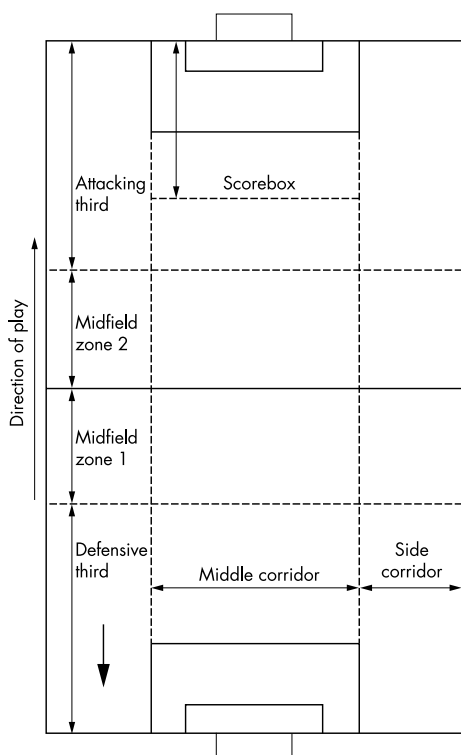 Scorebox
Attacking
third
Midfield
zone 2
Direction of play
Midfield
zone 1
Defensive
third
Middle corridor
Side
corridor